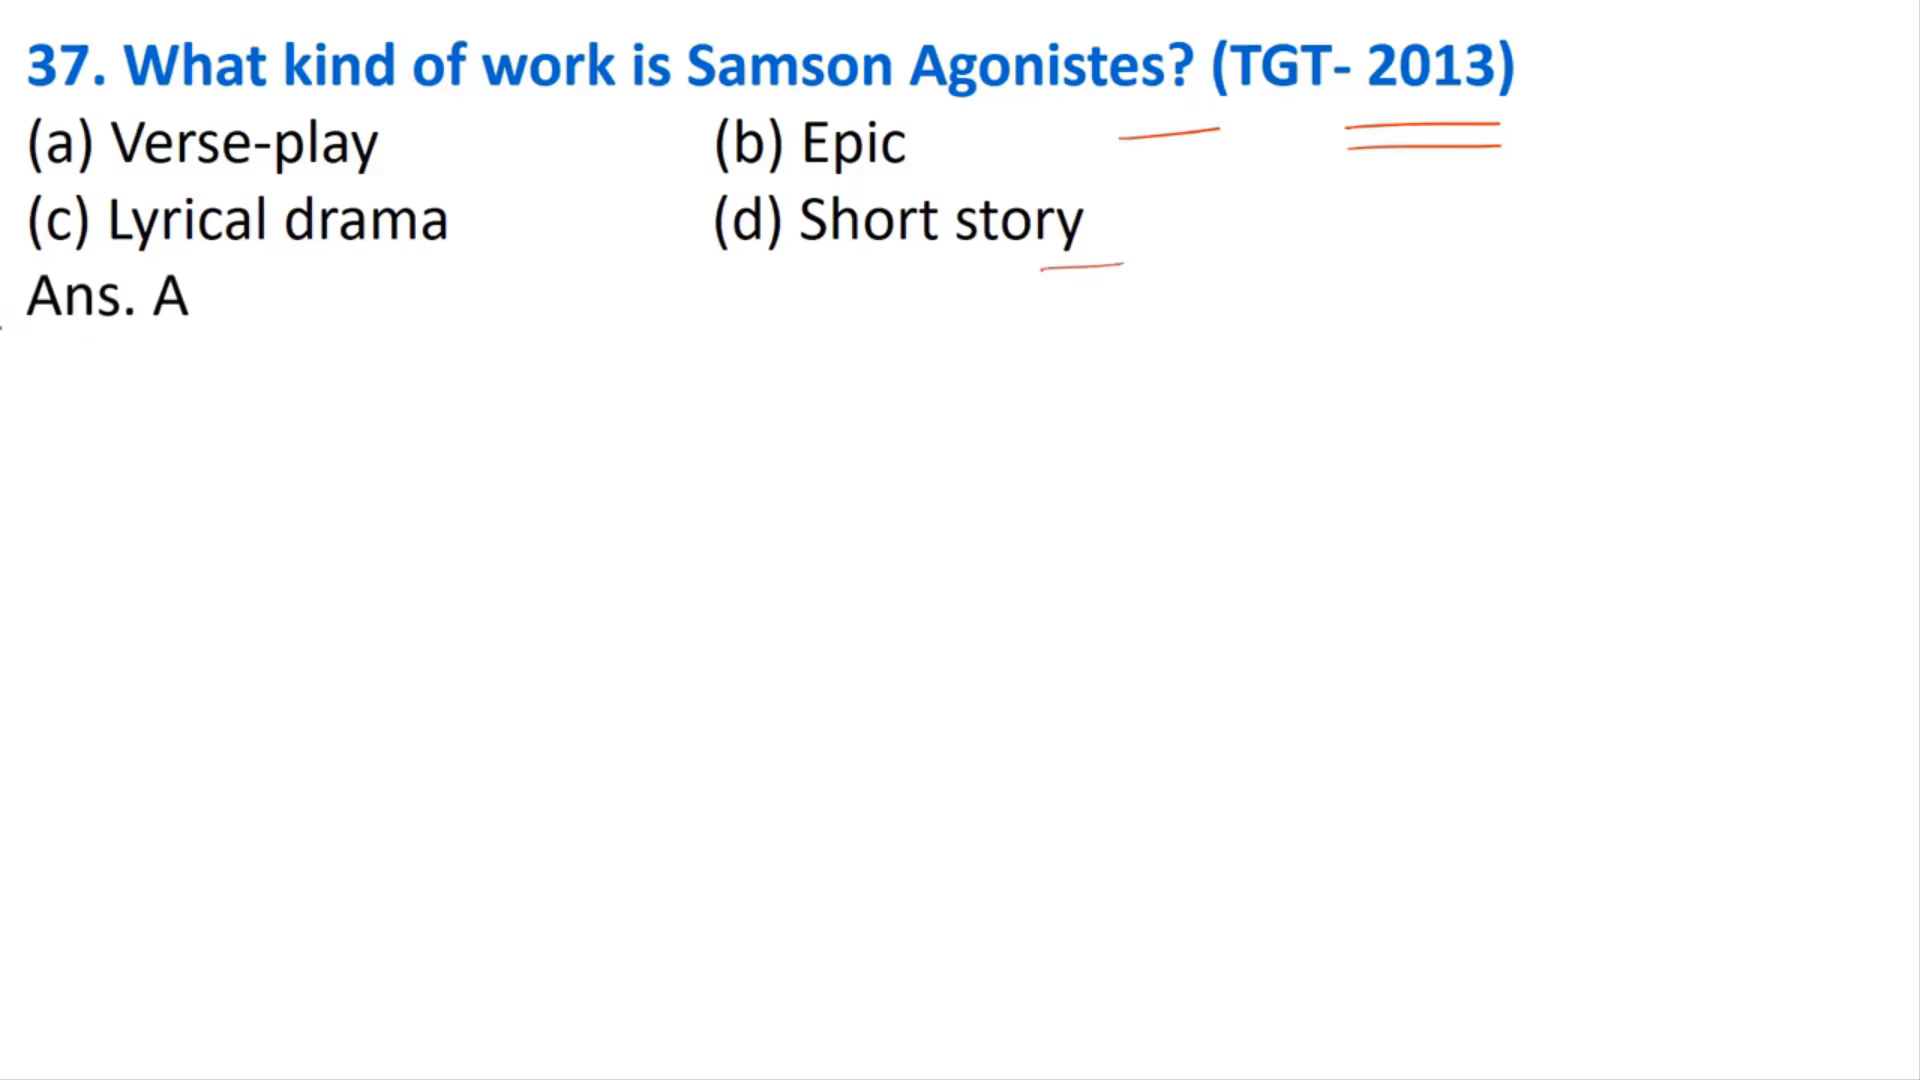 37. What kind of work is Samson Agonistes? (TGT- 2013)
(a) Verse-play (b) Epic
(c) Lyrical drama (d) Short story
Ans. A